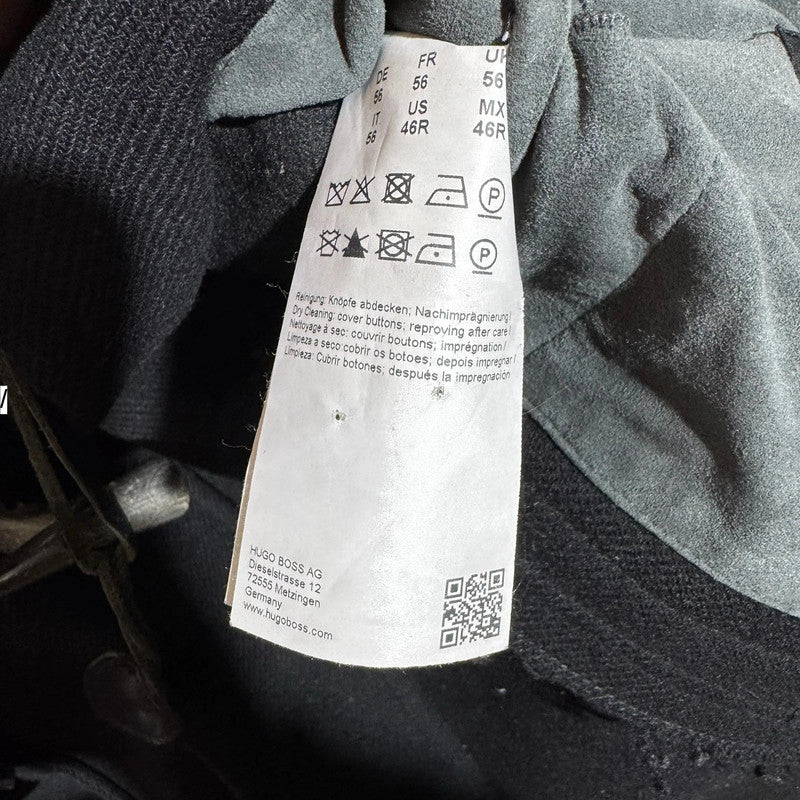 DE FR UK
56 56 56
IT US MX
56 46R 46R
P
P
Reinigung: Knöpfe abdecken; Nachimprägnierung /
Dry Cleaning: cover buttons; reproving after care /
Nettoyage à sec: couvrir boutons; imprégnation /
Limpeza a seco:cobrir os botoes; depois impregnar /
Limpieza: Cubrir botones; después la impregnación
HUGO BOSS AG
Dieselstrasse 12
72555 Metzingen
Germany
www.hugoboss.com